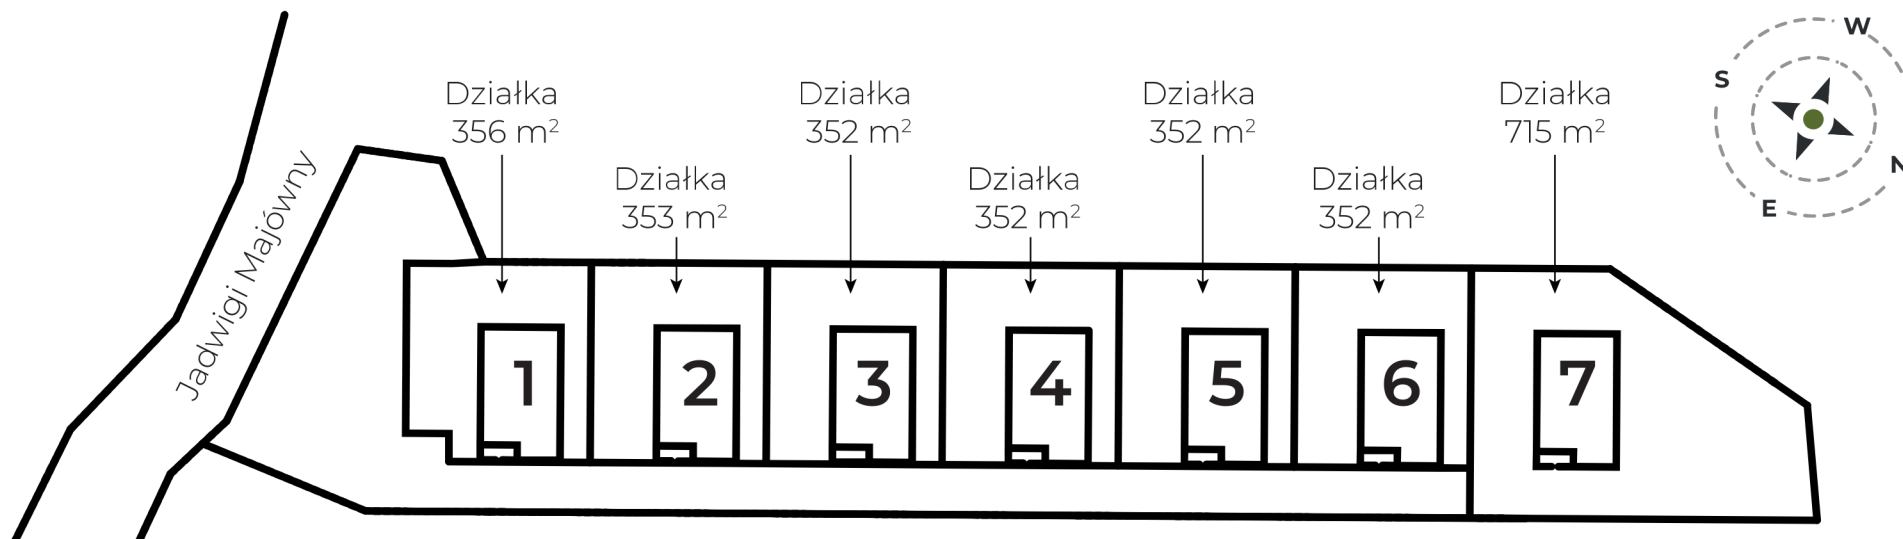 Działka
356 m²
Działka
353 m²
Działka
352 m²
Działka
352 m²
Działka
352 m²
Działka
352 m²
Działka
715 m²
W
S
N
E
Jadwigi Majówny
1
2
3
4
5
6
7